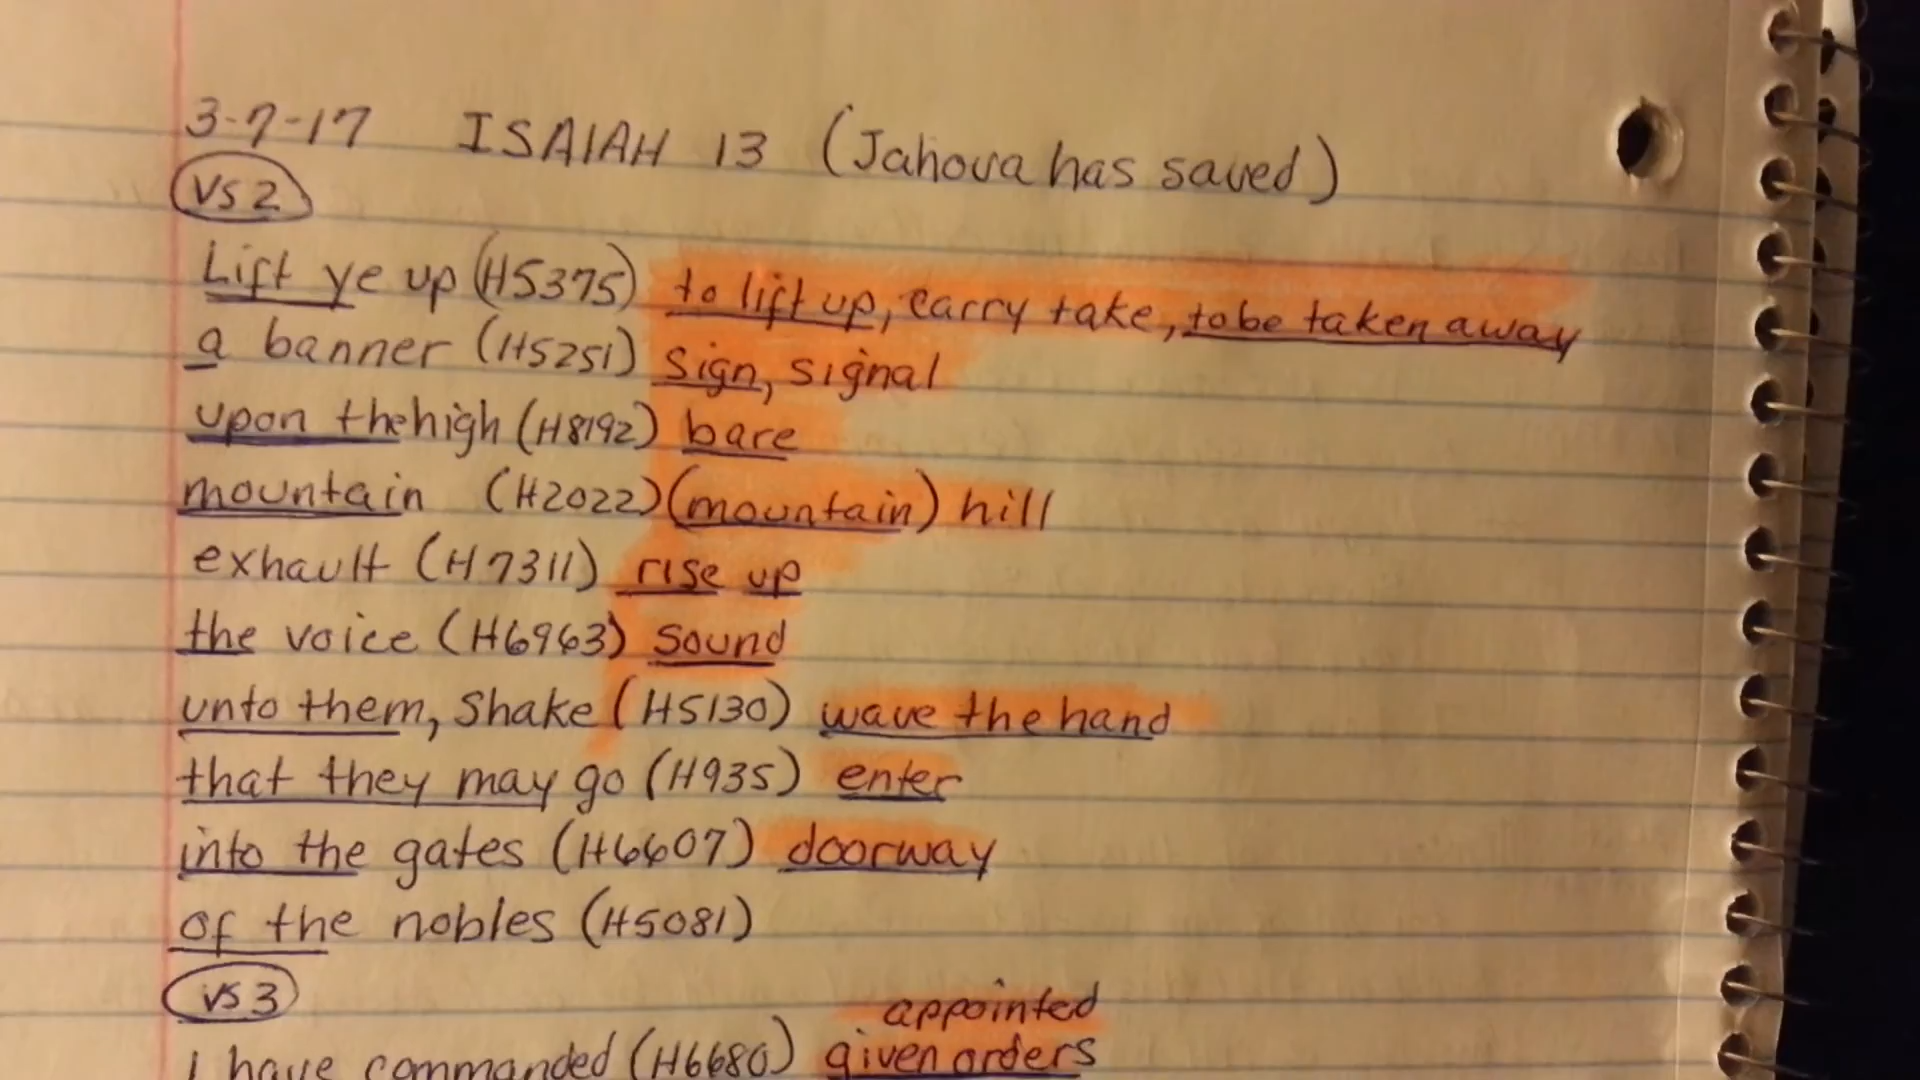 3-7-17 ISAIAH 13 (Jahova has saved)
VS 2
Lift ye up (H5375) to lift up, carry take, to be taken away
a banner (H5251) sign, signal
upon the high (H8192) bare
mountain (H2022) (mountain) hill
exhault (H7311) rise up
the voice (H6963) sound
unto them, Shake (H5130) wave the hand
that they may go (H935) enter
into the gates (H6607) doorway
of the nobles (H5081)
VS 3
appointed
I have commanded (H6680) given orders